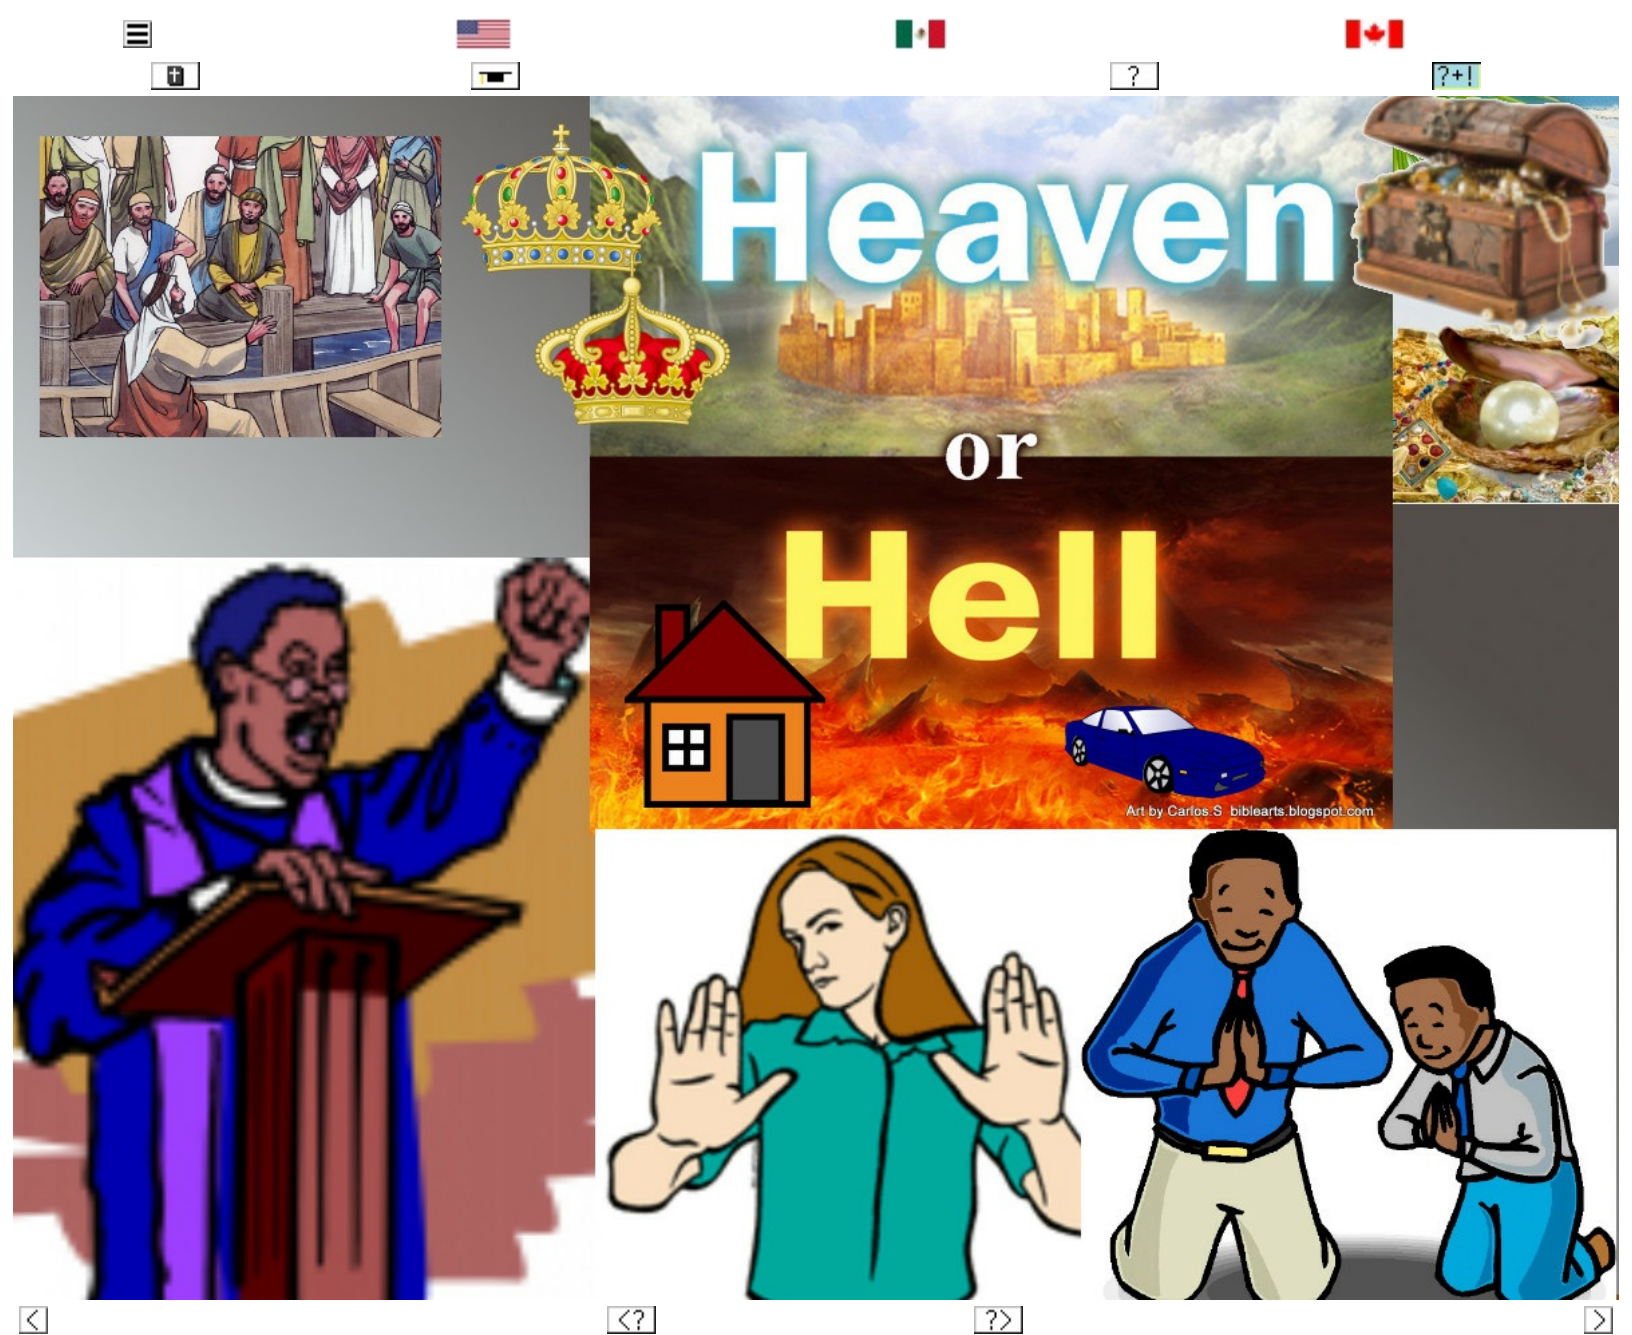 ?
?+!
Heaven
or
Hell
Art by Carlos S biblearts.blogspot.com
<
<?
?>
>